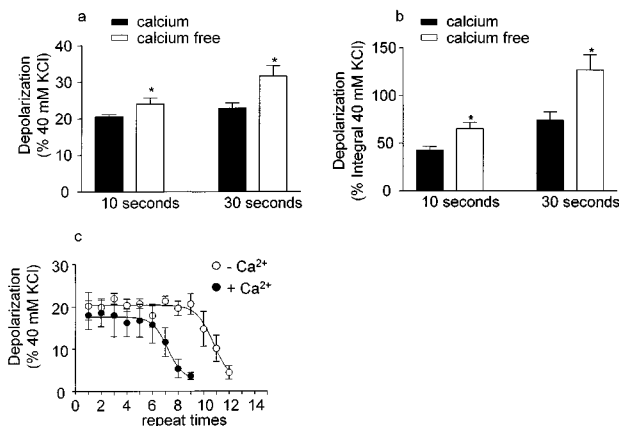 a
calcium
calcium free
Depolarization
(% 40 mM KCl)
40
30
20
10
0
*
*
10 seconds
30 seconds
b
calcium
calcium free
Depolarization
(% Integral 40 mM KCl)
150
100
50
0
*
*
10 seconds
30 seconds
c
- Ca²⁺
+ Ca²⁺
Depolarization
(% 40 mM KCl)
30
20
10
0
0 2 4 6 8 10 12 14
repeat times